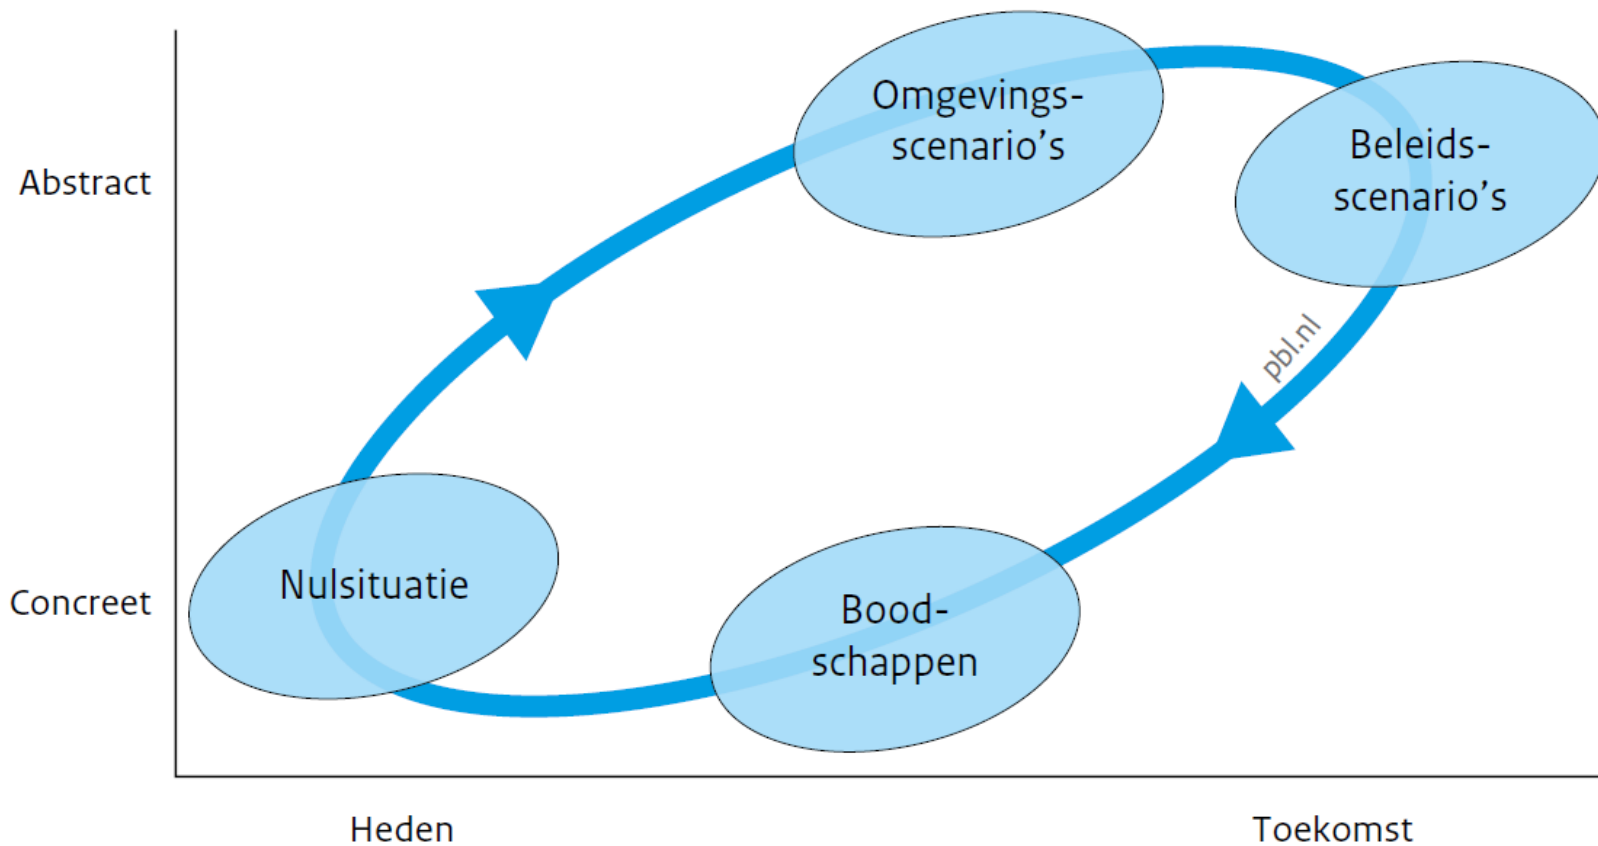 Omgevings-
scenario’s
Beleids-
scenario’s
Abstract
pbl.nl
Nulsituatie
Concreet
Bood-
schappen
Heden
Toekomst